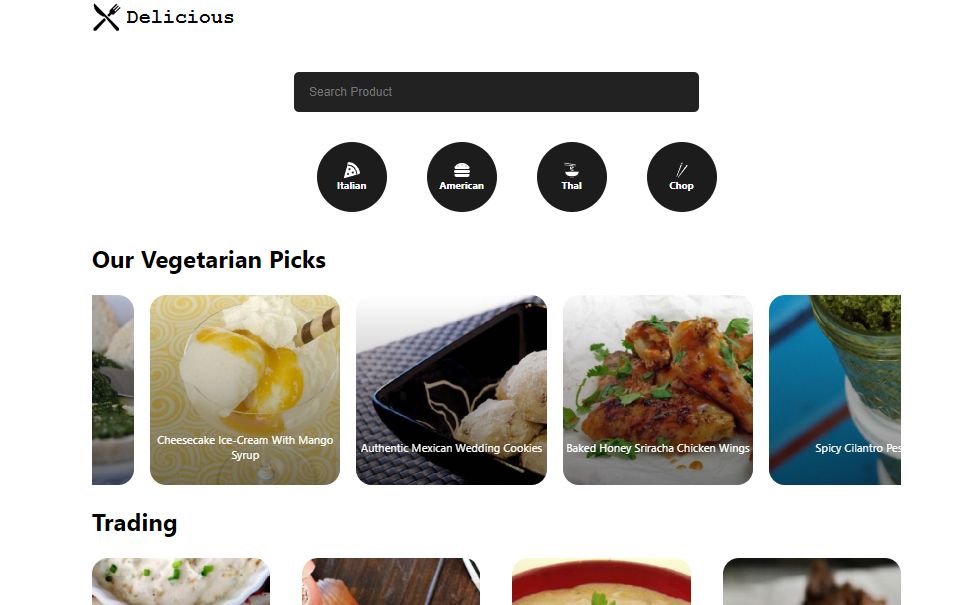 Delicious
Search Product
Italian
American
Thai
Chop
Our Vegetarian Picks
Cheesecake Ice-Cream With Mango
Syrup
Authentic Mexican Wedding Cookies
Baked Honey Sriracha Chicken Wings
Spicy Cilantro Pes
Trading